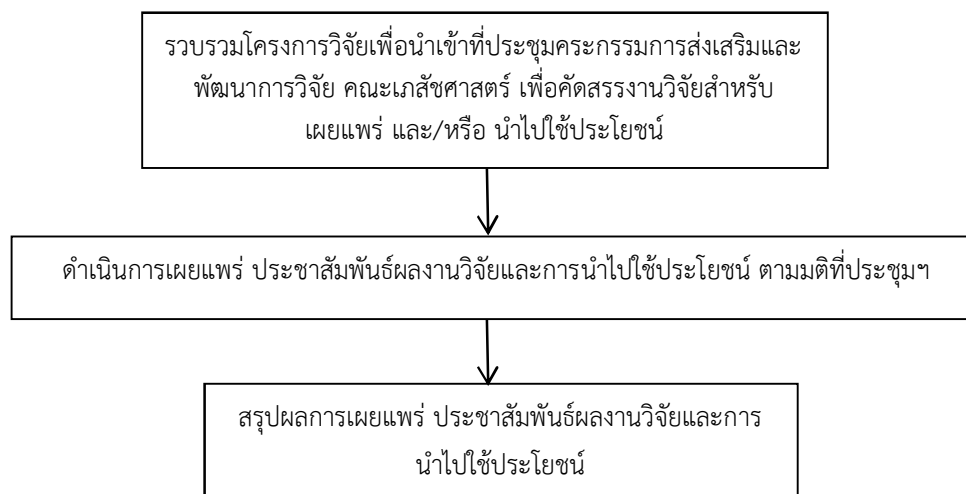 รวบรวมโครงการวิจัยเพื่อนำเข้าที่ประชุมคระกรรมการส่งเสริมและ
พัฒนาการวิจัย คณะเภสัชศาสตร์ เพื่อคัดสรรงานวิจัยสำหรับ
เผยแพร่ และ/หรือ นำไปใช้ประโยชน์
ดำเนินการเผยแพร่ ประชาสัมพันธ์ผลงานวิจัยและการนำไปใช้ประโยชน์ ตามมติที่ประชุมฯ
สรุปผลการเผยแพร่ ประชาสัมพันธ์ผลงานวิจัยและการ
นำไปใช้ประโยชน์